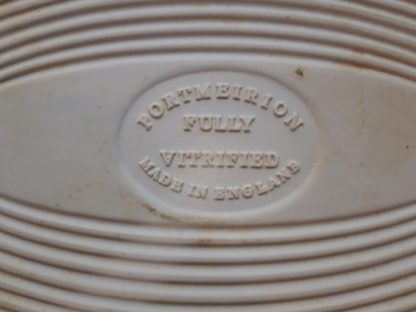 PORTMEIRION
FULLY
VITRIFIED
MADE IN ENGLAND